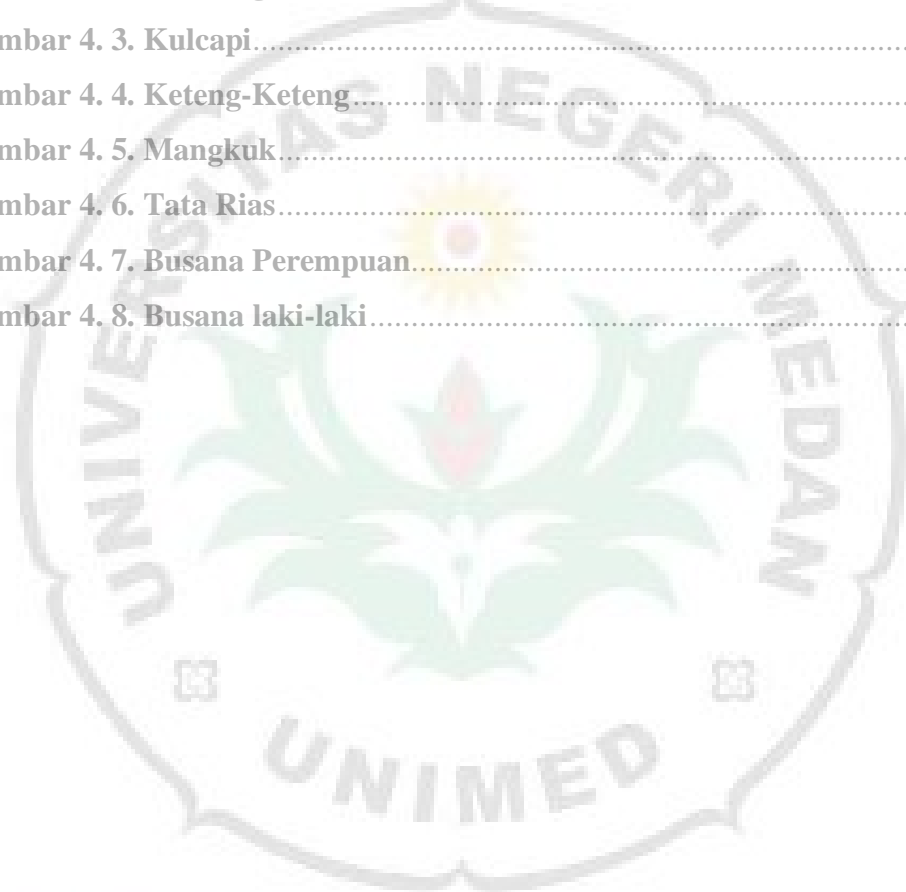 mbar 4. 3. Kulcapi
mbar 4. 4. Keteng-Keteng
mbar 4. 5. Mangkuk
mbar 4. 6. Tata Rias
mbar 4. 7. Busana Perempuan
mbar 4. 8. Busana laki-laki
UNIVERSITAS NEGERI MEDAN
UNIMED